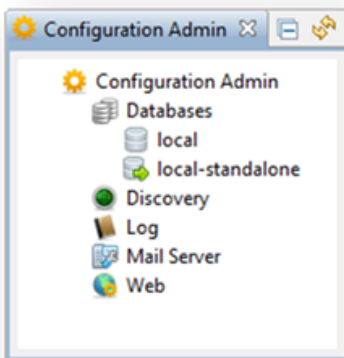 Configuration Admin
Configuration Admin
Databases
local
local-standalone
Discovery
Log
Mail Server
Web